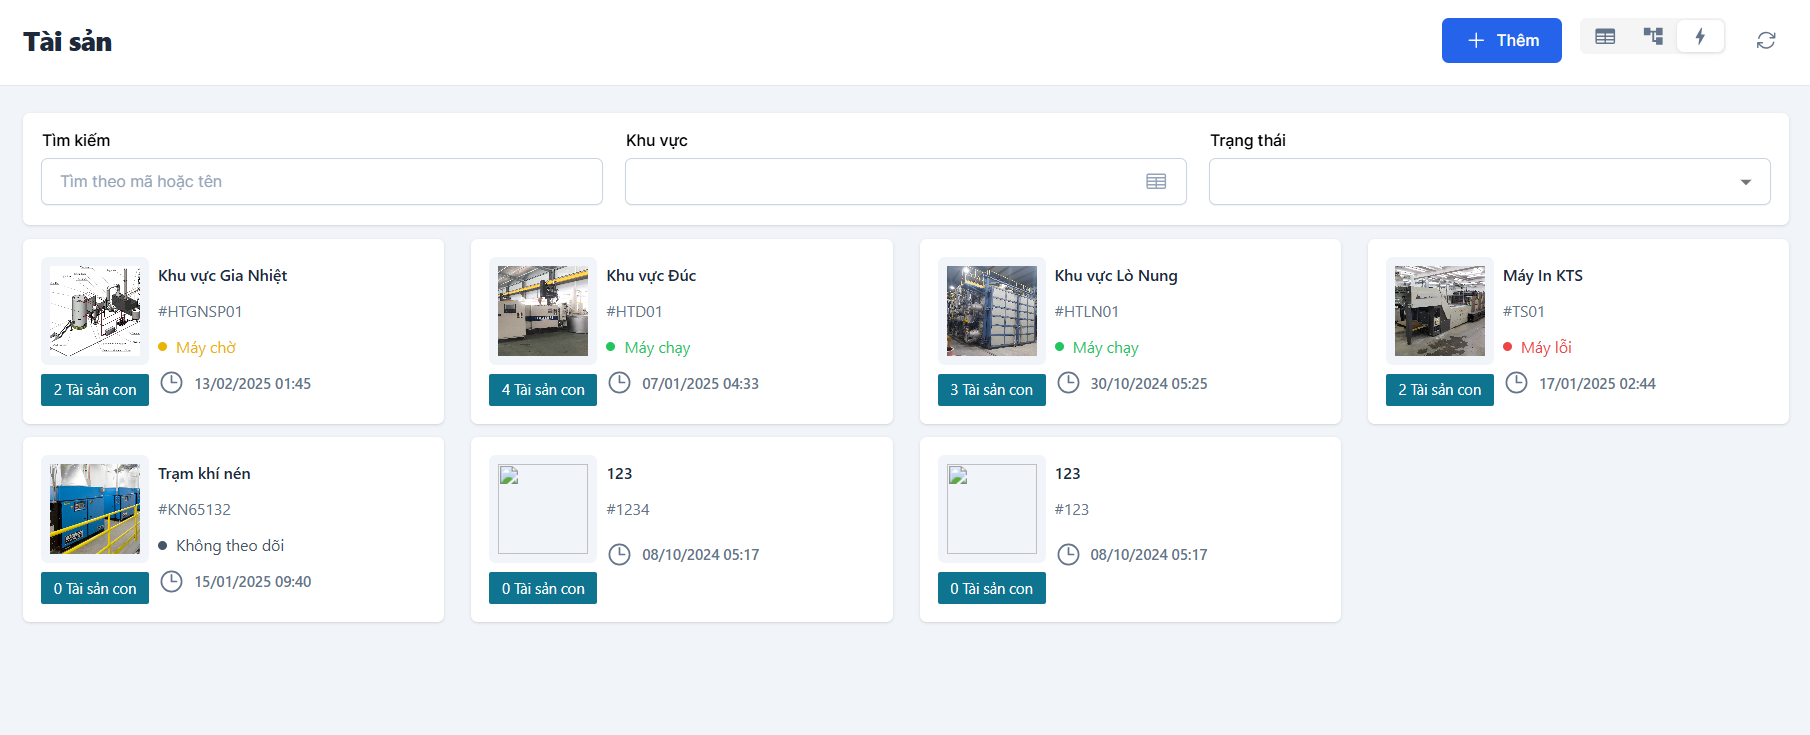 Tài sản
Thêm
Tìm kiếm
Khu vực
Trạng thái
Tìm theo mã hoặc tên
Khu vực Gia Nhiệt
#HTGNSP01
Máy chờ
2 Tài sản con
13/02/2025 01:45
Khu vực Đúc
#HTD01
Máy chạy
4 Tài sản con
07/01/2025 04:33
Khu vực Lò Nung
#HTLN01
Máy chạy
3 Tài sản con
30/10/2024 05:25
Máy In KTS
#TS01
Máy lỗi
2 Tài sản con
17/01/2025 02:44
Trạm khí nén
#KN65132
Không theo dõi
0 Tài sản con
15/01/2025 09:40
123
#1234
08/10/2024 05:17
0 Tài sản con
123
#123
08/10/2024 05:17
0 Tài sản con